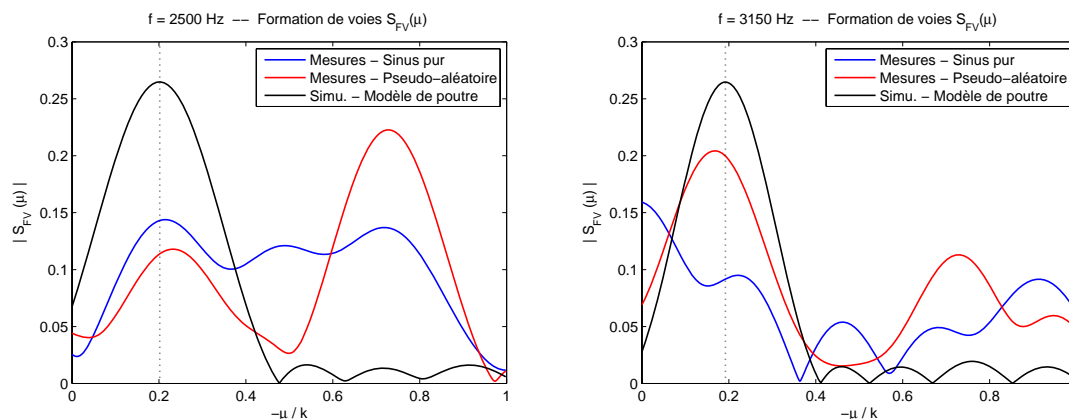 f = 2500 Hz −− Formation de voies S_FV(μ)
0.3
0.25
0.2
0.15
0.1
0.05
0
| S_FV (μ) |
Mesures − Sinus pur
Mesures − Pseudo−aléatoire
Simu. − Modèle de poutre
0 0.2 0.4 0.6 0.8 1
−μ / k
f = 3150 Hz −− Formation de voies S_FV(μ)
0.3
0.25
0.2
0.15
0.1
0.05
0
| S_FV (μ) |
Mesures − Sinus pur
Mesures − Pseudo−aléatoire
Simu. − Modèle de poutre
0 0.2 0.4 0.6 0.8
−μ / k